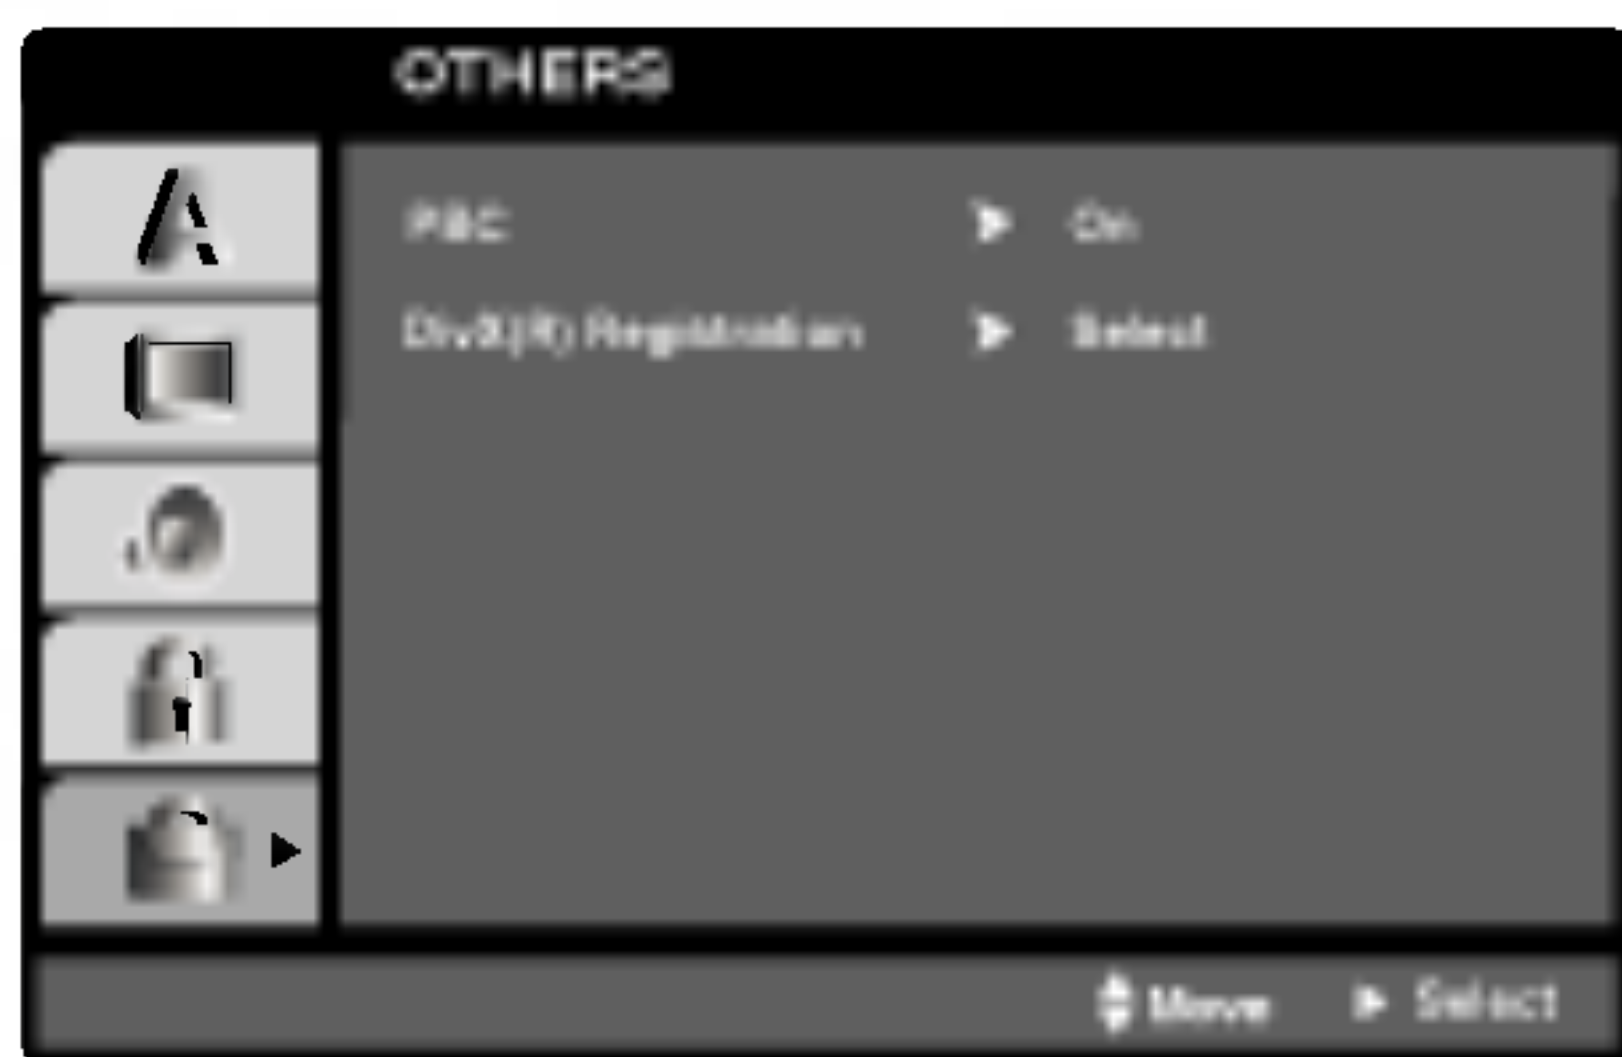 OTHERS
PBC ► On
DivX(R) Registration ► Select
Move ► Select